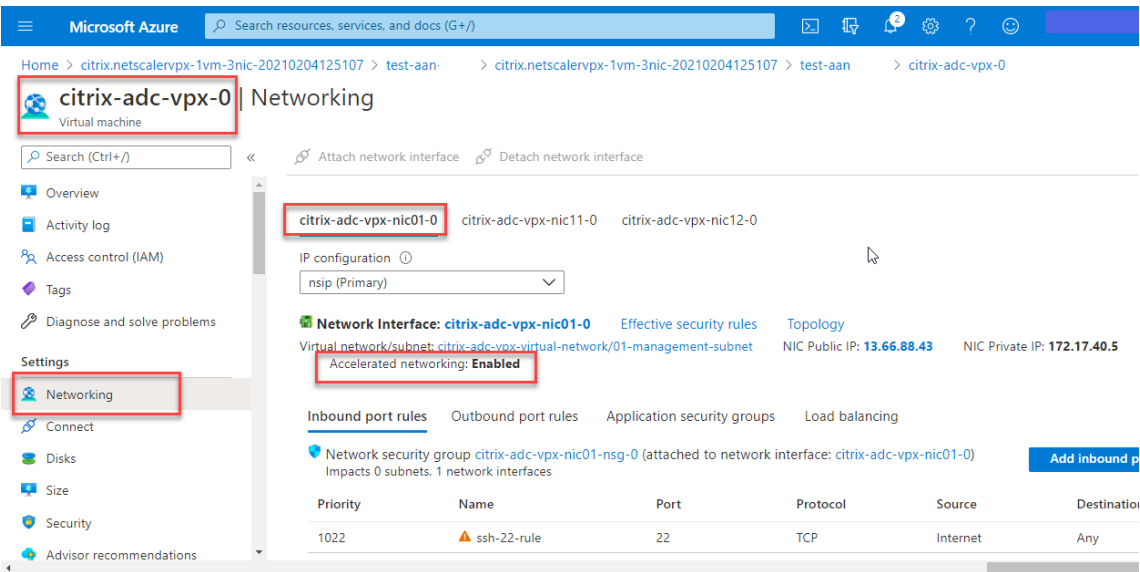 Microsoft Azure
Search resources, services, and docs (G+/)
2
Home > citrix.netscalervpx-1vm-3nic-20210204125107 > test-aan- > citrix.netscalervpx-1vm-3nic-20210204125107 > test-aan > citrix-adc-vpx-0
citrix-adc-vpx-0 | Networking
Virtual machine
Search (Ctrl+/)
«
Attach network interface Detach network interface
Overview
Activity log
Access control (IAM)
Tags
Diagnose and solve problems
Settings
Networking
Connect
Disks
Size
Security
Advisor recommendations
citrix-adc-vpx-nic01-0 citrix-adc-vpx-nic11-0 citrix-adc-vpx-nic12-0
IP configuration
nsip (Primary)
Network Interface: citrix-adc-vpx-nic01-0 Effective security rules Topology
Virtual network/subnet: citrix-adc-vpx-virtual-network/01-management-subnet NIC Public IP: 13.66.88.43 NIC Private IP: 172.17.40.5
Accelerated networking: Enabled
Inbound port rules Outbound port rules Application security groups Load balancing
Network security group citrix-adc-vpx-nic01-nsg-0 (attached to network interface: citrix-adc-vpx-nic01-0)
Impacts 0 subnets, 1 network interfaces
Add inbound p
Priority Name Port Protocol Source Destination
1022 ssh-22-rule 22 TCP Internet Any